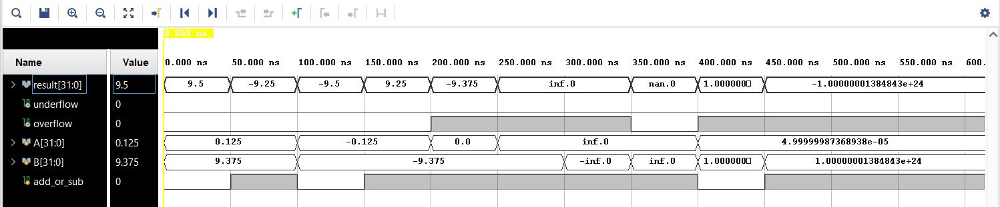 0.000 ns
Name Value 0.000 ns 50.000 ns 100.000 ns 150.000 ns 200.000 ns 250.000 ns 300.000 ns 350.000 ns 400.000 ns 450.000 ns 500.000 ns 550.000 ns 600.
result[31:0] 9.5 9.5 -9.25 -9.5 9.25 -9.375 inf.0 nan.0 1.000000 -1.00000001384843e+24
underflow 0
overflow 0
A[31:0] 0.125 0.125 -0.125 0.0 inf.0 4.99999987368938e-05
B[31:0] 9.375 9.375 -9.375 -inf.0 inf.0 1.000000 1.00000001384843e+24
add_or_sub 0